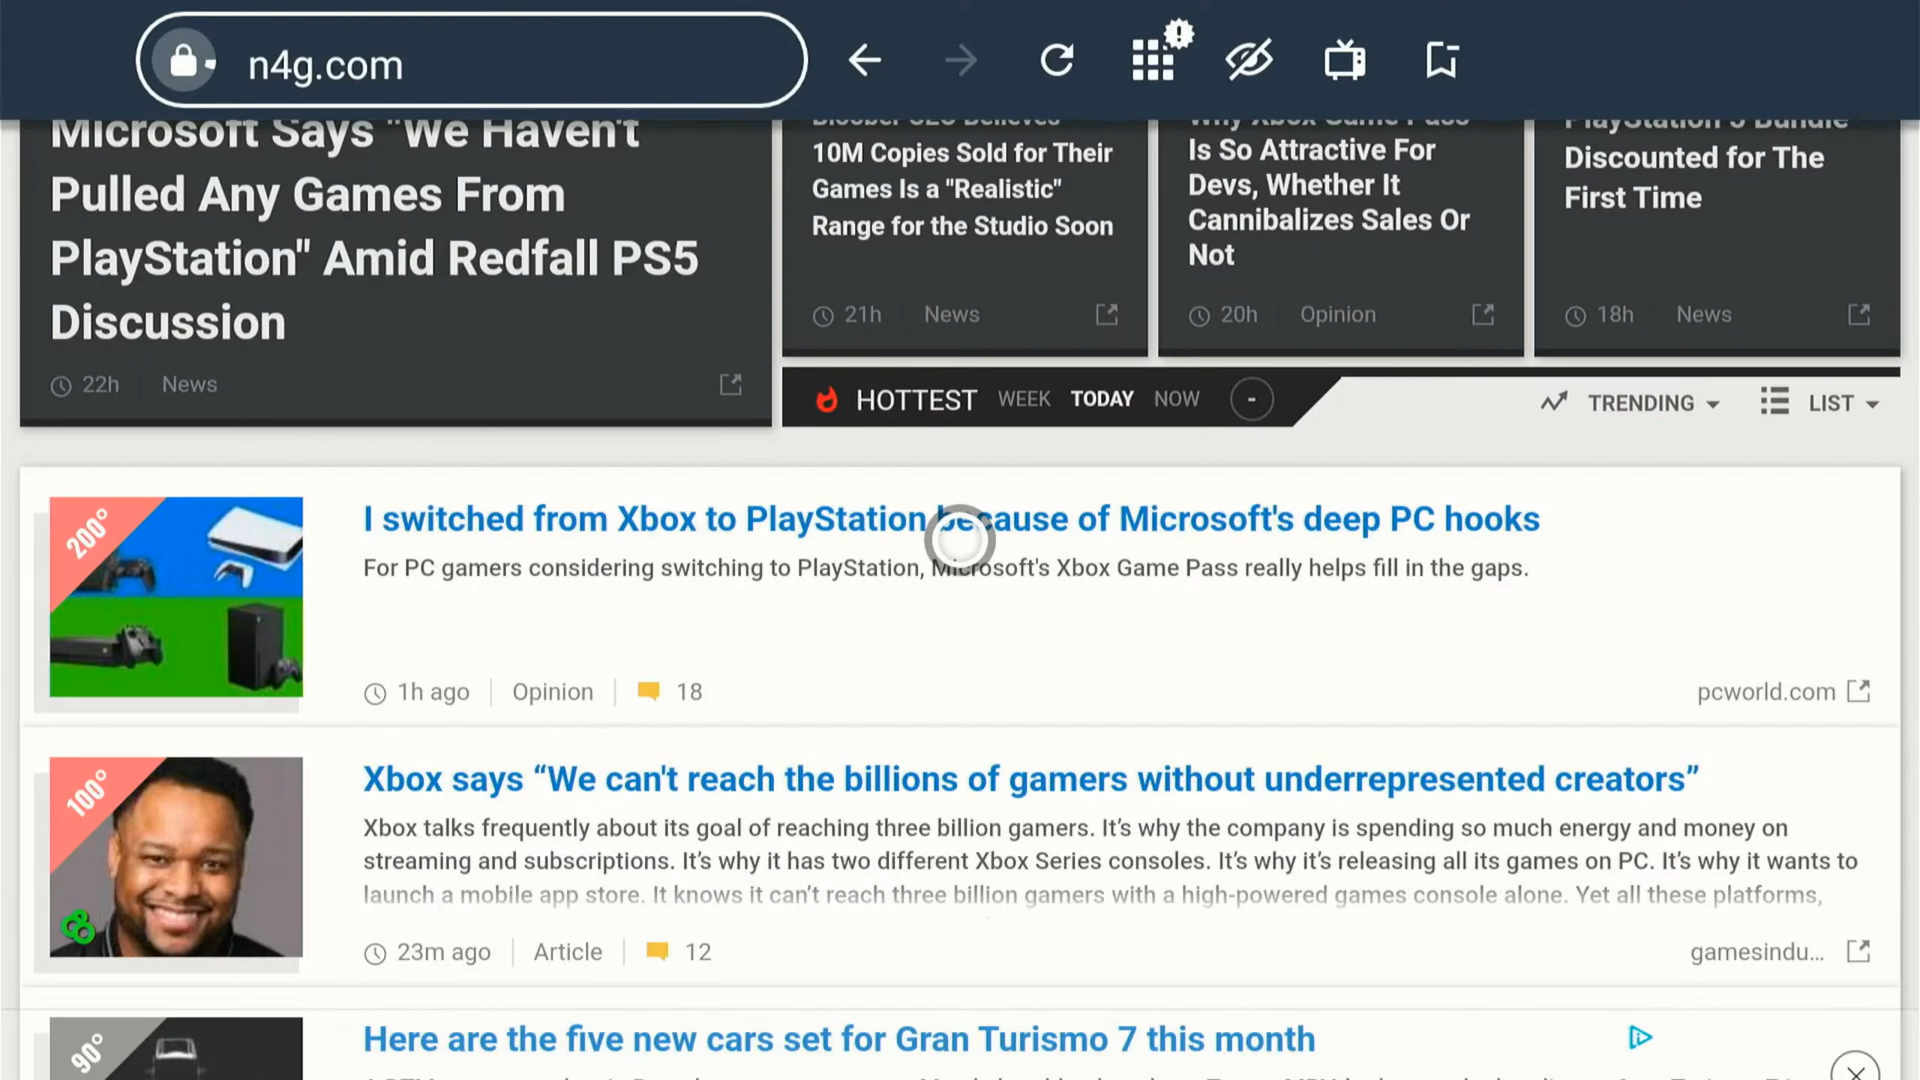 n4g.com
Microsoft Says "We Haven't
Pulled Any Games From
PlayStation" Amid Redfall PS5
Discussion
22h News
Bloober CEO Believes
10M Copies Sold for Their
Games Is a "Realistic"
Range for the Studio Soon
21h News
Why Xbox Game Pass
Is So Attractive For
Devs, Whether It
Cannibalizes Sales Or
Not
20h Opinion
PlayStation 5 Bundle
Discounted for The
First Time
18h News
HOTTEST WEEK TODAY NOW -
TRENDING LIST
200°
I switched from Xbox to PlayStation because of Microsoft's deep PC hooks
For PC gamers considering switching to PlayStation, Microsoft's Xbox Game Pass really helps fill in the gaps.
1h ago Opinion 18
pcworld.com
100°
Xbox says “We can't reach the billions of gamers without underrepresented creators”
Xbox talks frequently about its goal of reaching three billion gamers. It’s why the company is spending so much energy and money on
streaming and subscriptions. It’s why it has two different Xbox Series consoles. It’s why it’s releasing all its games on PC. It’s why it wants to
launch a mobile app store. It knows it can’t reach three billion gamers with a high-powered games console alone. Yet all these platforms,
23m ago Article 12
gamesindu...
90°
Here are the five new cars set for Gran Turismo 7 this month